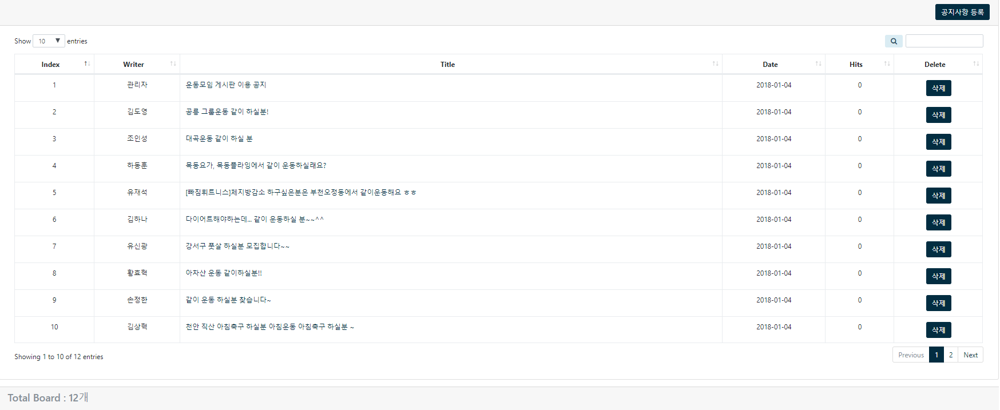 공지사항 등록
Show 10 entries
Index Writer Title Date Hits Delete
1 관리자 운동모임 게시판 이용 공지 2018-01-04 0 삭제
2 김도영 공릉 그룹운동 같이 하실분! 2018-01-04 0 삭제
3 조인성 대곡운동 같이 하실 분 2018-01-04 0 삭제
4 하동훈 목동요가, 목동플라잉에서 같이 운동하실래요? 2018-01-04 0 삭제
5 유재석 [빠짐휘트니스]체지방감소 하구싶은분은 부천오정동에서 같이운동해요 ㅎㅎ 2018-01-04 0 삭제
6 김하나 다이어트해야하는데... 같이 운동하실 분~~^^ 2018-01-04 0 삭제
7 유신광 강서구 풋살 하실분 모집합니다~~ 2018-01-04 0 삭제
8 황효혁 아차산 운동 같이하실분!! 2018-01-04 0 삭제
9 손정한 같이 운동 하실분 찾습니다~ 2018-01-04 0 삭제
10 김상혁 천안 직산 아침축구 하실분 아침운동 아침축구 하실분 ~ 2018-01-04 0 삭제
Showing 1 to 10 of 12 entries
Previous 1 2 Next
Total Board : 12개